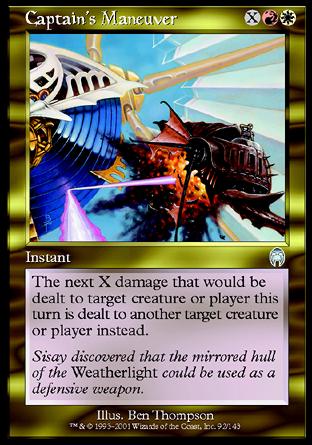 Captain's Maneuver X
Instant
The next X damage that would be
dealt to target creature or player this
turn is dealt to another target creature
or player instead.
Sisay discovered that the mirrored hull
of the Weatherlight could be used as a
defensive weapon.
Illus. Ben Thompson
™ & © 1993–2001 Wizards of the Coast, Inc. 92/143